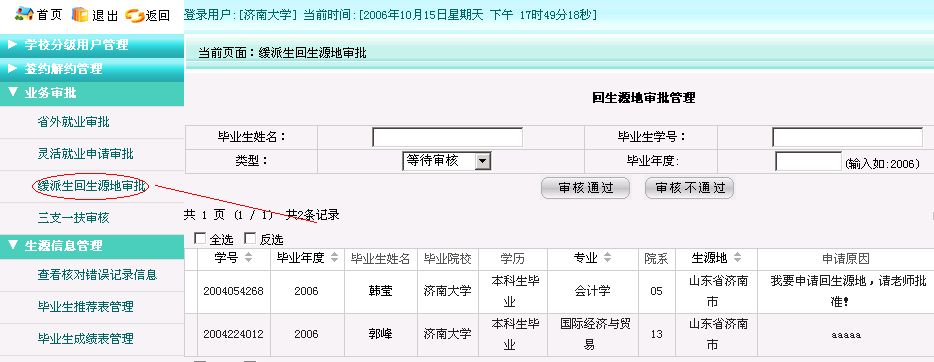 首页 退出 返回 登录用户:[济南大学] 当前时间:[2006年10月15日星期天 下午 17时49分18秒]
学校分级用户管理
签约解约管理
业务审批
省外就业审批
灵活就业申请审批
缓派生回生源地审批
三支一扶审核
生源信息管理
查看核对错误记录信息
毕业生推荐表管理
毕业生成绩表管理
当前页面：缓派生回生源地审批
回生源地审批管理
毕业生姓名： 毕业生学号：
类型： 等待审核 毕业年度: (输入如:2006)
审核通过 审核不通过
共 1 页 (1 / 1) 共2条记录
全选 反选
学号 毕业年度 毕业生姓名 毕业院校 学历 专业 院系 生源地 申请原因
2004054268 2006 韩莹 济南大学 本科生毕业 会计学 05 山东省济南市 我要申请回生源地，请老师批准！
2004224012 2006 郭峰 济南大学 本科生毕业 国际经济与贸易 13 山东省济南市 aaaaa